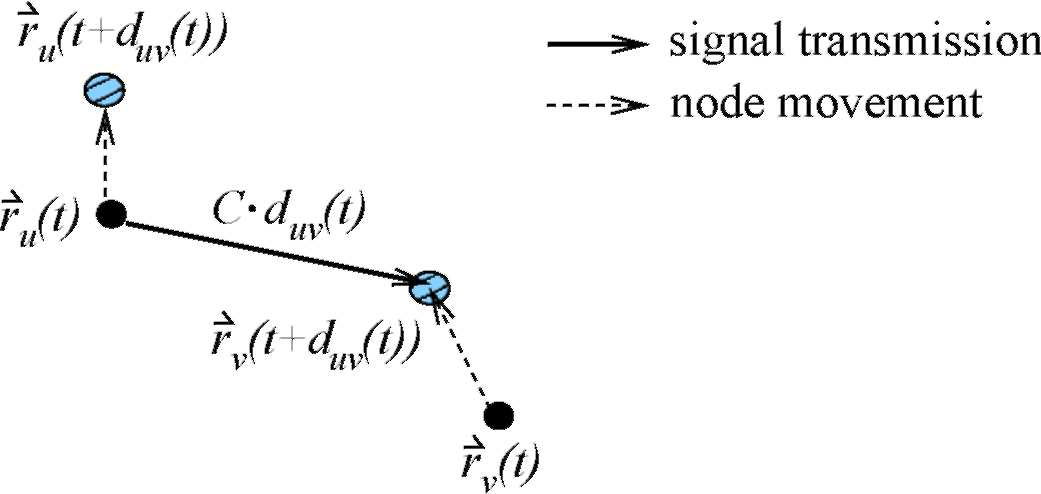 r⃗ᵤ(t+dᵤᵥ(t))
signal transmission
node movement
r⃗ᵤ(t)
C·dᵤᵥ(t)
r⃗ᵥ(t+dᵤᵥ(t))
r⃗ᵥ(t)